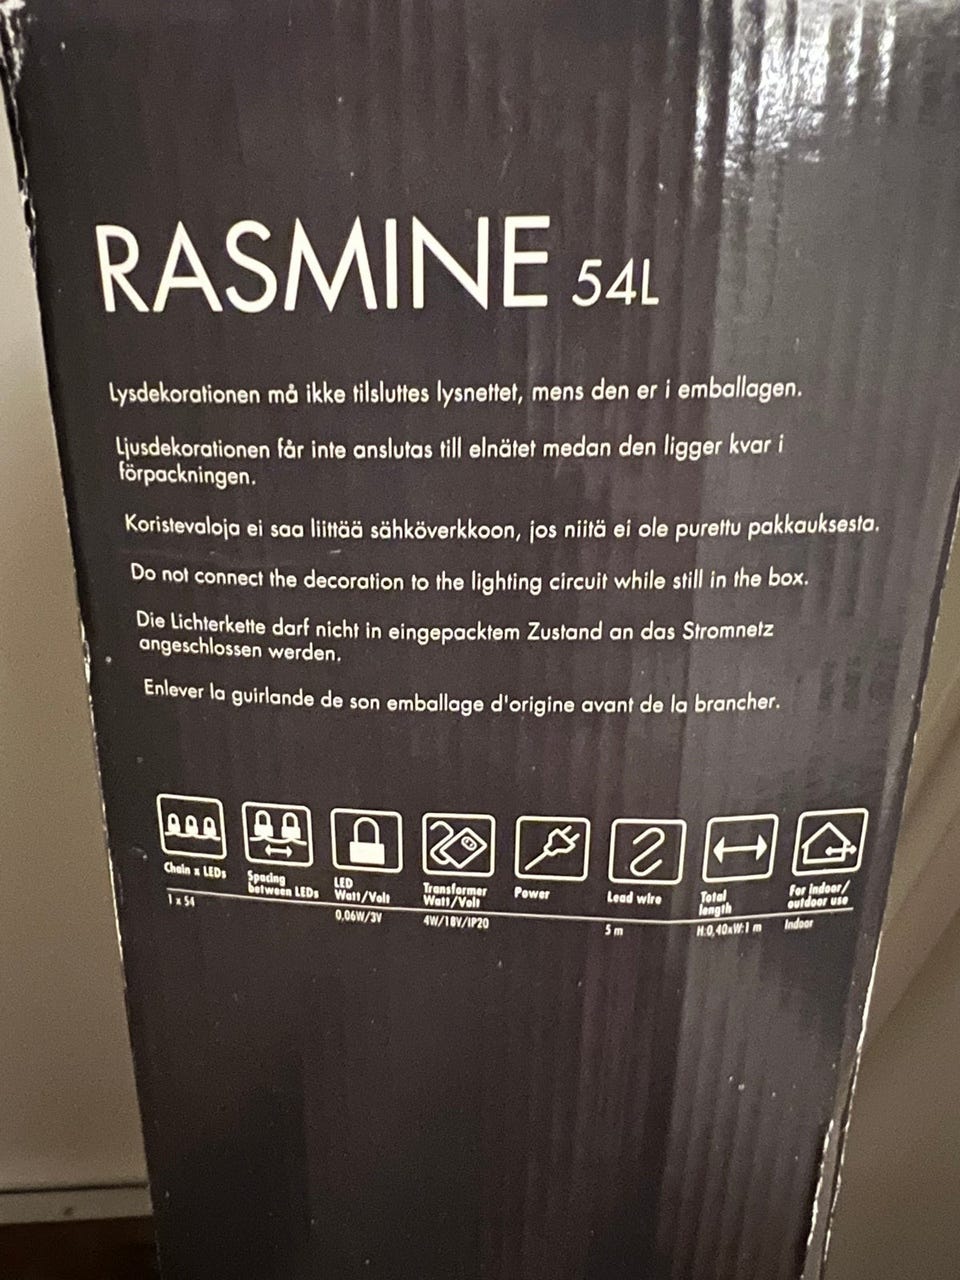 RASMINE 54L
Lysdekorationen må ikke tilsluttes lysnettet, mens den er i emballagen.
Ljusdekorationen får inte anslutas till elnätet medan den ligger kvar i
förpackningen.
Koristevaloja ei saa liittää sähköverkkoon, jos niitä ei ole purettu pakkauksesta.
Do not connect the decoration to the lighting circuit while still in the box.
Die Lichterkette darf nicht in eingepacktem Zustand an das Stromnetz
angeschlossen werden.
Enlever la guirlande de son emballage d'origine avant de la brancher.
Chain x LEDs
1 x 54
Spacing
between LEDs
LED
Watt/Volt
0,06W/3V
Transformer
Watt/Volt
4W/18V/IP20
Power
Lead wire
5 m
Total
length
H:0,40xW:1 m
For indoor/
outdoor use
Indoor